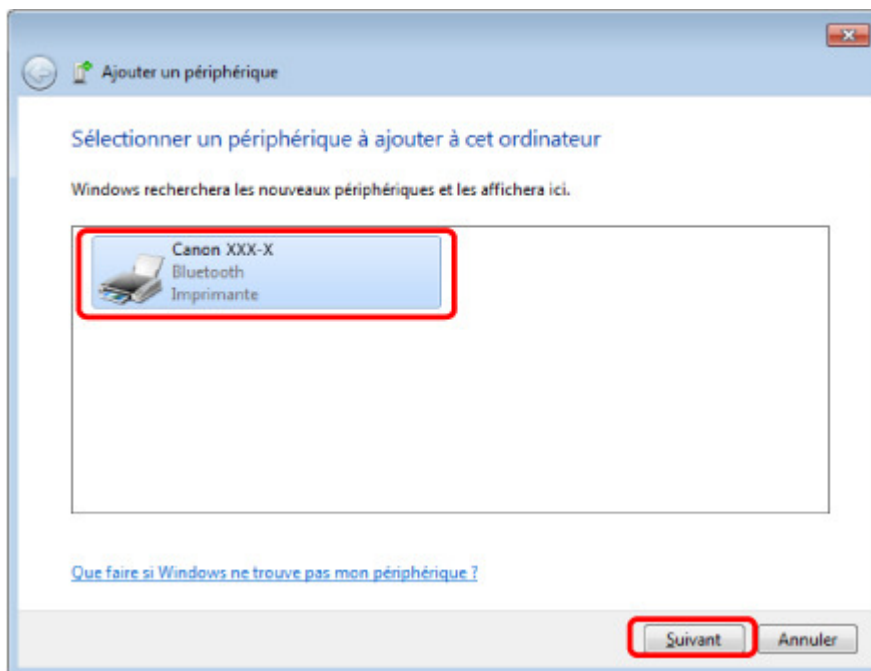 Ajouter un périphérique
Sélectionner un périphérique à ajouter à cet ordinateur
Windows recherchera les nouveaux périphériques et les affichera ici.
Canon XXX-X
Bluetooth
Imprimante
Que faire si Windows ne trouve pas mon périphérique ?
Suivant Annuler